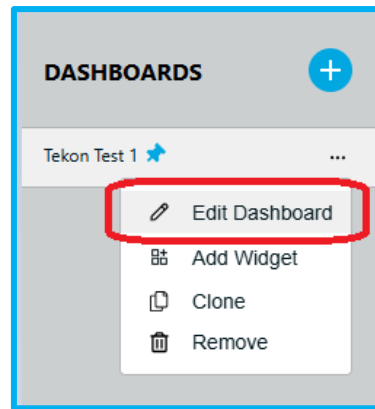 DASHBOARDS
Tekon Test 1
Edit Dashboard
Add Widget
Clone
Remove